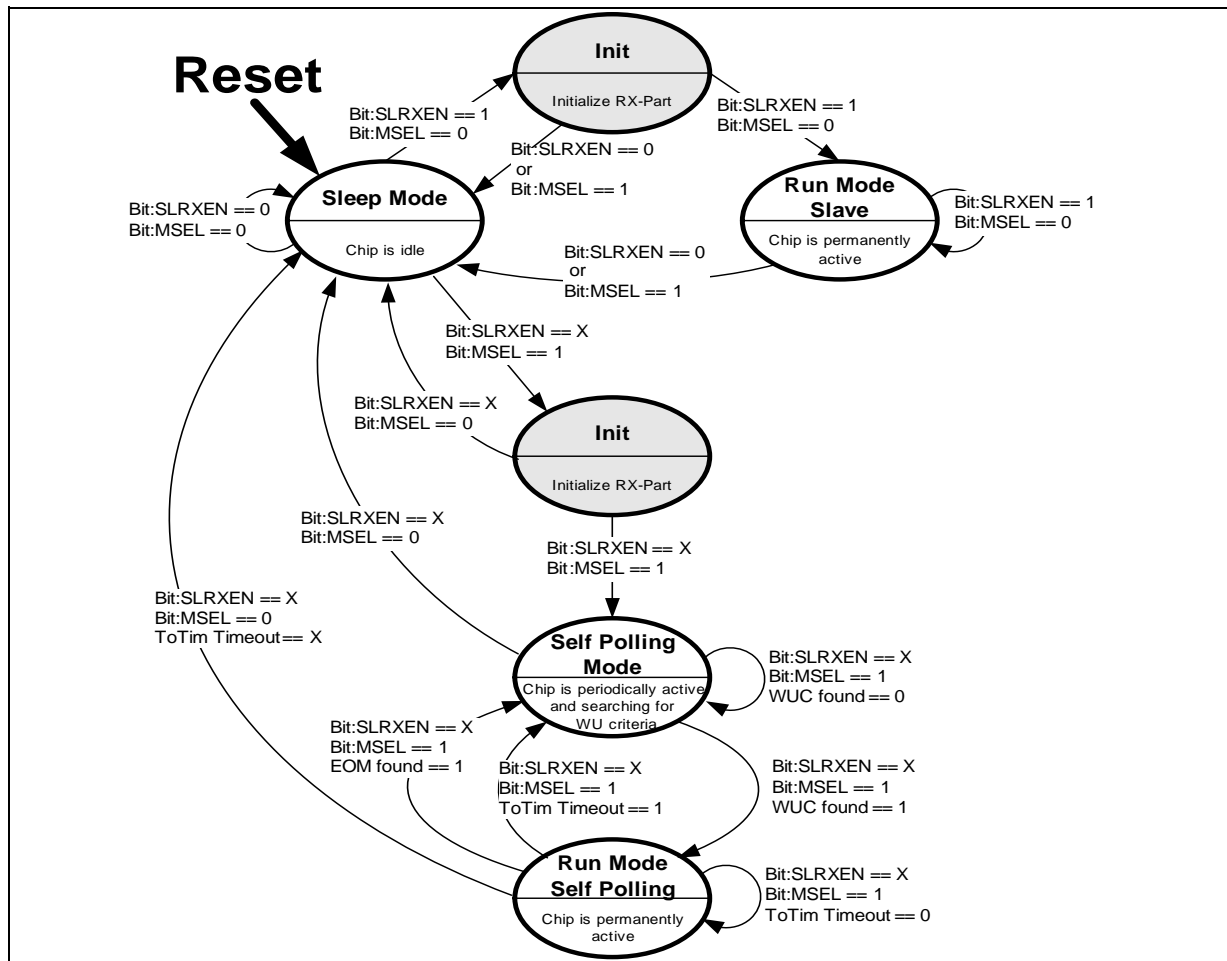 Init
Initialize RX-Part
Reset
Bit:SLRXEN == 1
Bit:MSEL == 0
Bit:SLRXEN == 1
Bit:MSEL == 0
Bit:SLRXEN == 0
or
Bit:MSEL == 1
Sleep Mode
Chip is idle
Bit:SLRXEN == 0
Bit:MSEL == 0
Run Mode
Slave
Chip is permanently
active
Bit:SLRXEN == 1
Bit:MSEL == 0
Bit:SLRXEN == 0
or
Bit:MSEL == 1
Bit:SLRXEN == X
Bit:MSEL == 1
Bit:SLRXEN == X
Bit:MSEL == 0
Init
Initialize RX-Part
Bit:SLRXEN == X
Bit:MSEL == 0
Bit:SLRXEN == X
Bit:MSEL == 1
Bit:SLRXEN == X
Bit:MSEL == 0
ToTim Timeout == X
Self Polling
Mode
Chip is periodically active
and searching for
WU criteria
Bit:SLRXEN == X
Bit:MSEL == 1
WUC found == 0
Bit:SLRXEN == X
Bit:MSEL == 1
EOM found == 1
Bit:SLRXEN == X
Bit:MSEL == 1
ToTim Timeout == 1
Bit:SLRXEN == X
Bit:MSEL == 1
WUC found == 1
Run Mode
Self Polling
Chip is permanently
active
Bit:SLRXEN == X
Bit:MSEL == 1
ToTim Timeout == 0